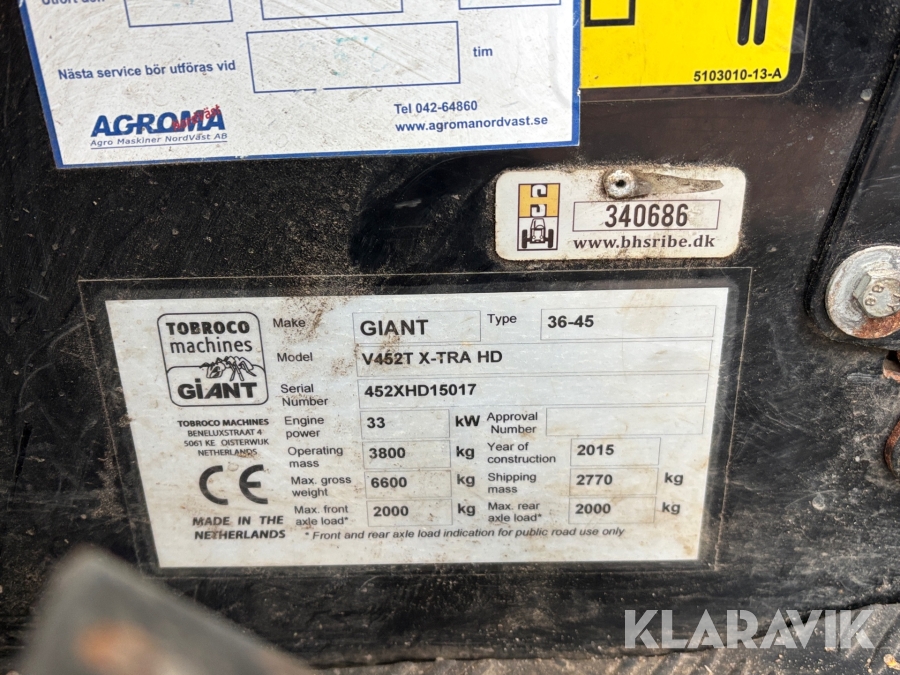 tim
Nästa service bör utföras vid
AGROMA
Agro Maskiner NordVäst AB
Tel 042-64860
www.agromanordvast.se
5103010-13-A
HS
340686
www.bhsribe.dk
TOBROCO
machines
GiANT
TOBROCO MACHINES
BENELUXSTRAAT 4
5061 KE OISTERWIJK
NETHERLANDS
CE
MADE IN THE
NETHERLANDS
Make GIANT Type 36-45
Model V452T X-TRA HD
Serial Number 452XHD15017
Engine power 33 kW Approval Number
Operating mass 3800 kg Year of construction 2015
Max. gross weight 6600 kg Shipping mass 2770 kg
Max. front axle load* 2000 kg Max. rear axle load* 2000 kg
* Front and rear axle load indication for public road use only
8.8
KLARAVIK